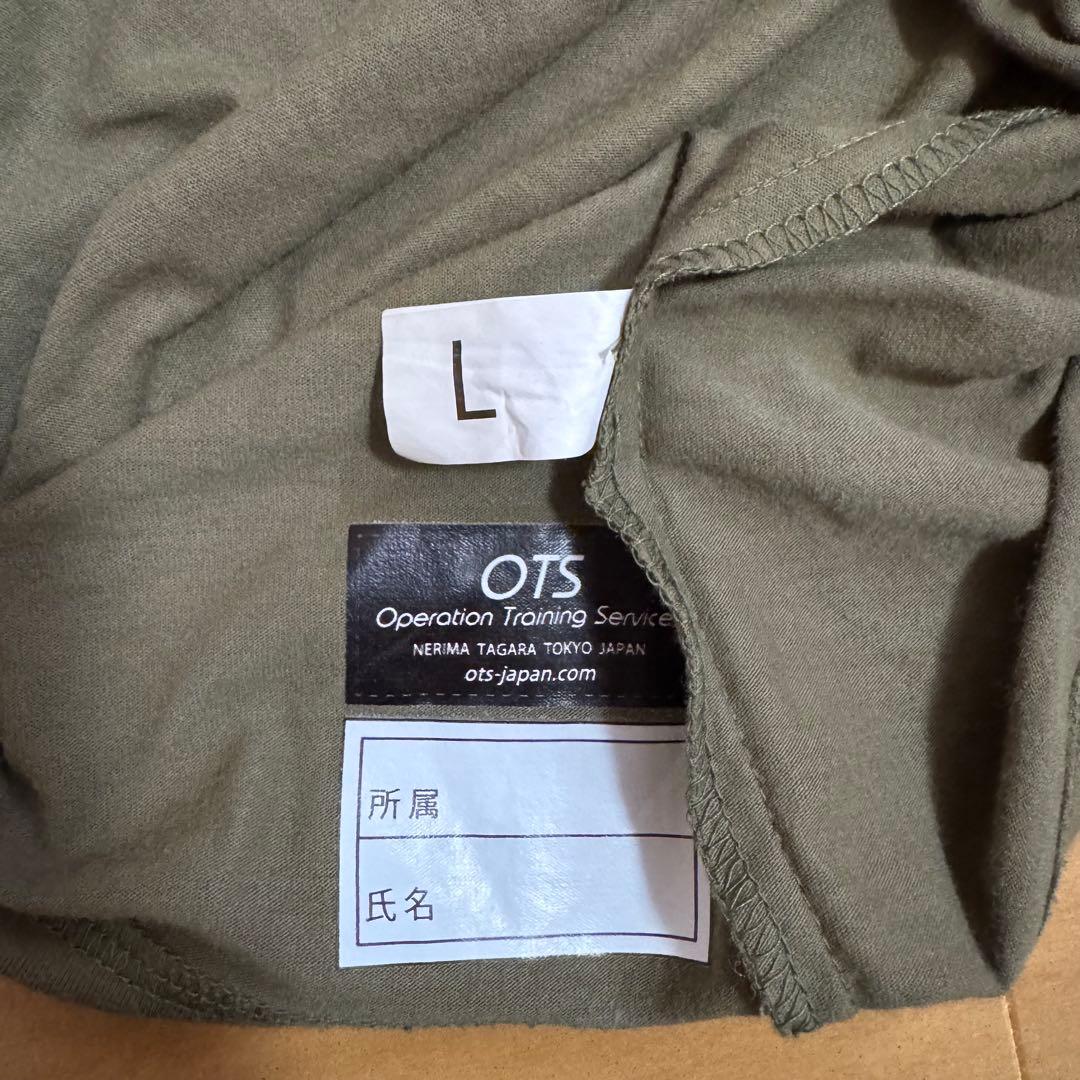 L
OTS
Operation Training Service
NERIMA TAGARA TOKYO JAPAN
ots-japan.com
所属
氏名